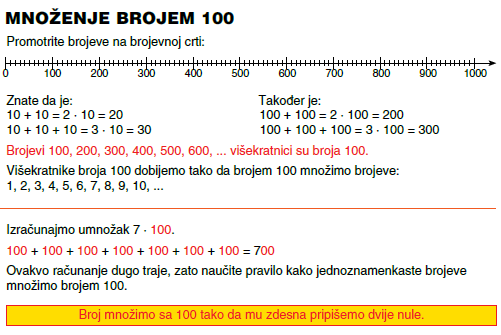 MNOŽENJE BROJEM 100
Promotrite brojeve na brojevnoj crti:
0 100 200 300 400 500 600 700 800 900 1000
Znate da je:
10 + 10 = 2 · 10 = 20
10 + 10 + 10 = 3 · 10 = 30
Također je:
100 + 100 = 2 · 100 = 200
100 + 100 + 100 = 3 · 100 = 300
Brojevi 100, 200, 300, 400, 500, 600, ... višekratnici su broja 100.
Višekratnike broja 100 dobijemo tako da brojem 100 množimo brojeve:
1, 2, 3, 4, 5, 6, 7, 8, 9, 10, ...
Izračunajmo umnožak 7 · 100.
100 + 100 + 100 + 100 + 100 + 100 + 100 = 700
Ovakvo računanje dugo traje, zato naučite pravilo kako jednoznamenkaste brojeve
množimo brojem 100.
Broj množimo sa 100 tako da mu zdesna pripišemo dvije nule.